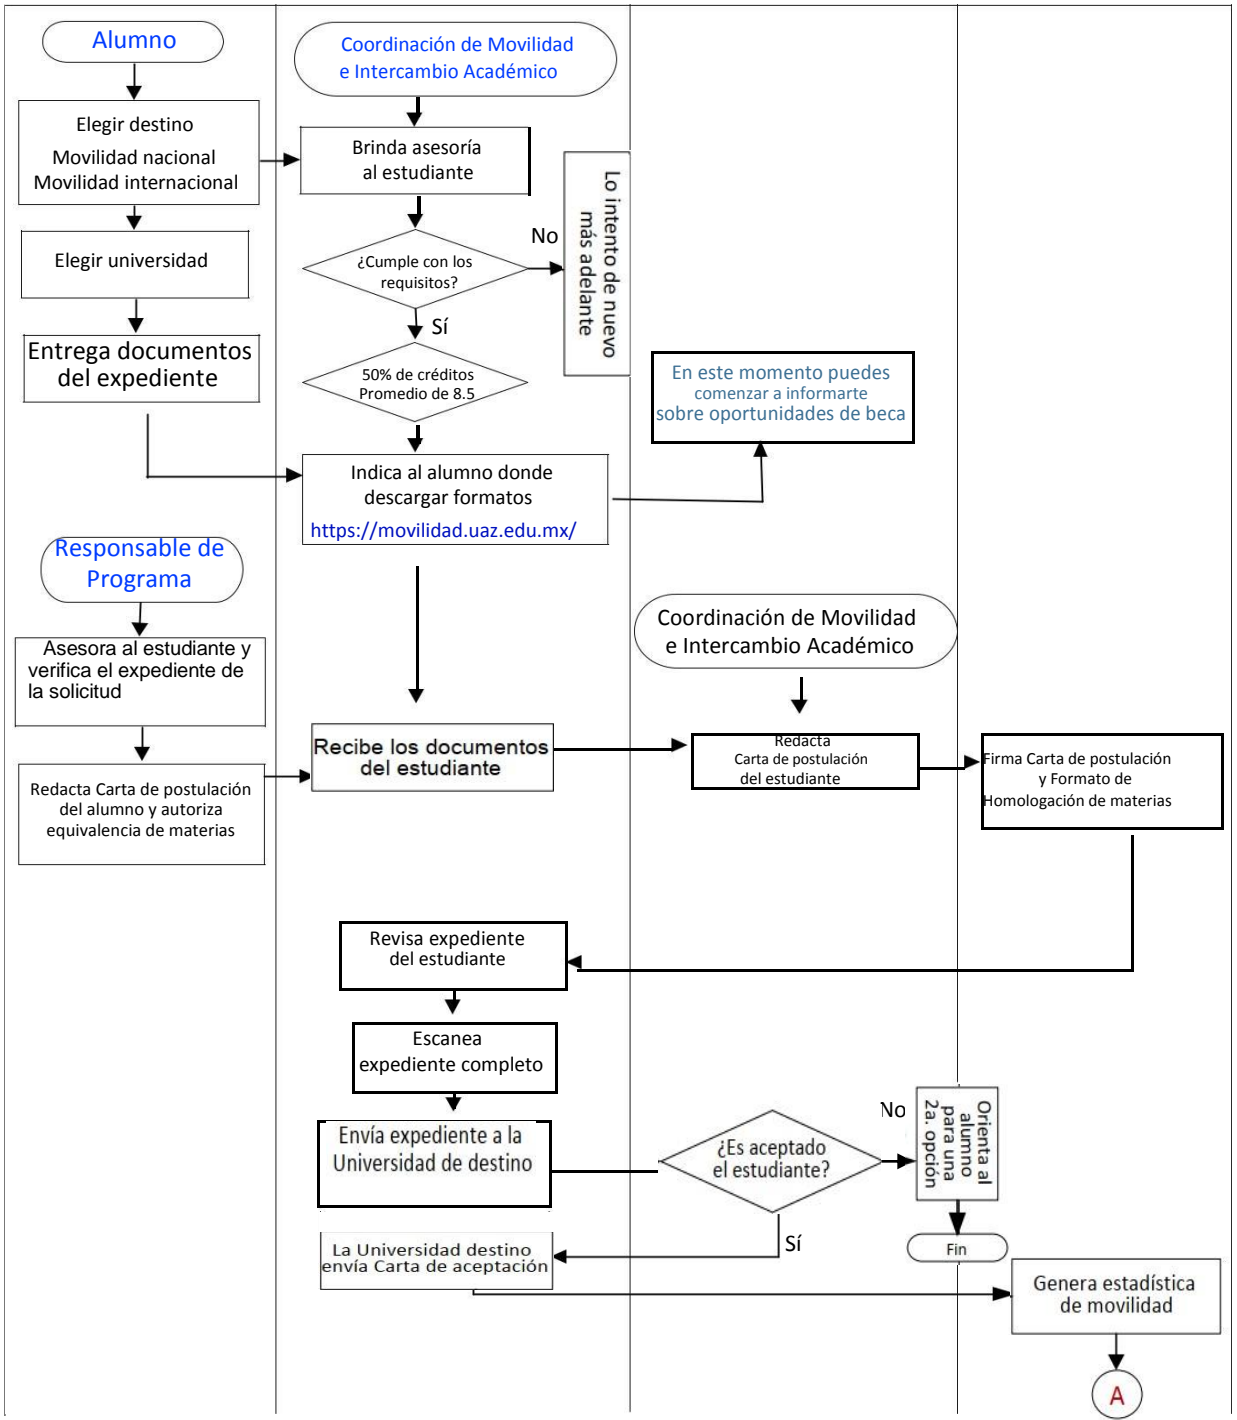 Alumno
Coordinación de Movilidad
e Intercambio Académico
Elegir destino
Movilidad nacional
Movilidad internacional
Brinda asesoría
al estudiante
Lo intento de nuevo
más adelante
No
Elegir universidad
¿Cumple con los
requisitos?
Sí
Entrega documentos
del expediente
50% de créditos
Promedio de 8.5
En este momento puedes
comenzar a informarte
sobre oportunidades de beca
Indica al alumno donde
descargar formatos
https://movilidad.uaz.edu.mx/
Responsable de
Programa
Coordinación de Movilidad
e Intercambio Académico
Asesora al estudiante y
verifica el expediente de
la solicitud
Recibe los documentos
del estudiante
Redacta
Carta de postulación
del estudiante
Firma Carta de postulación
y Formato de
Homologación de materias
Redacta Carta de postulación
del alumno y autoriza
equivalencia de materias
Revisa expediente
del estudiante
Escanea
expediente completo
Envía expediente a la
Universidad de destino
¿Es aceptado
el estudiante?
No
Orienta al
alumno
para una
2a. opción
Sí
Fin
La Universidad destino
envía Carta de aceptación
Genera estadística
de movilidad
A